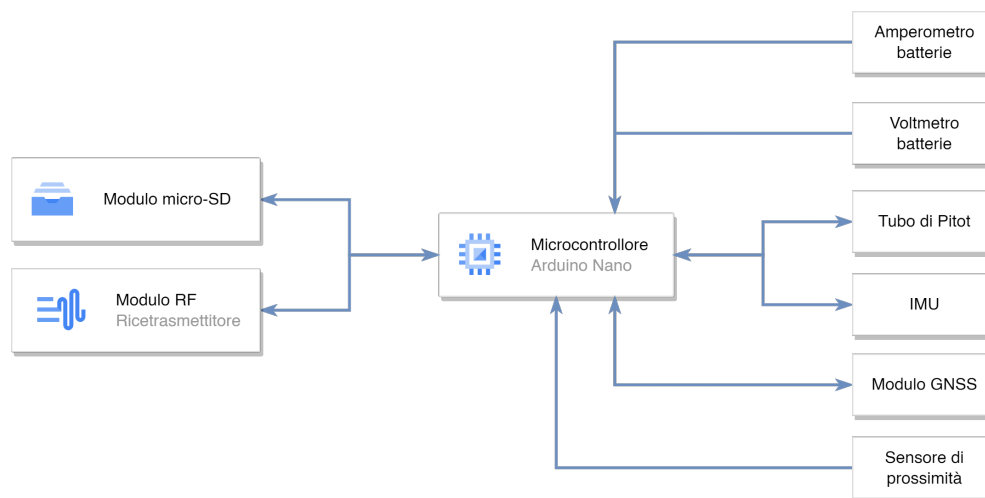 Amperometro
batterie
Voltmetro
batterie
Modulo micro-SD
Tubo di Pitot
Microcontrollore
Arduino Nano
Modulo RF
Ricetrasmettitore
IMU
Modulo GNSS
Sensore di
prossimità